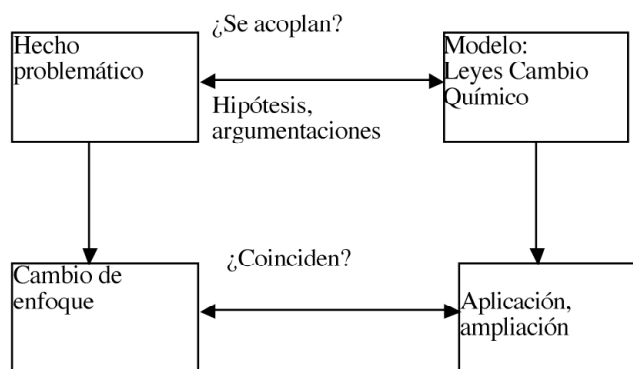 ¿Se acoplan?
Hecho
problemático
Modelo:
Leyes Cambio
Químico
Hipótesis,
argumentaciones
¿Coinciden?
Cambio de
enfoque
Aplicación,
ampliación